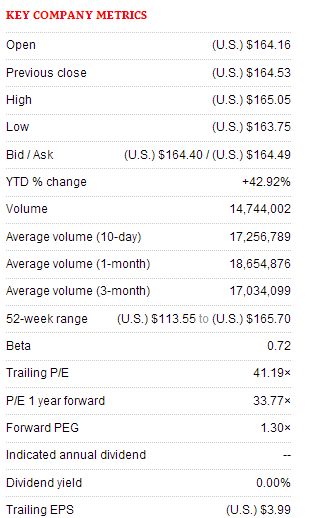 KEY COMPANY METRICS
Open (U.S.) $164.16
Previous close (U.S.) $164.53
High (U.S.) $165.05
Low (U.S.) $163.75
Bid / Ask (U.S.) $164.40 / (U.S.) $164.49
YTD % change +42.92%
Volume 14,744,002
Average volume (10-day) 17,256,789
Average volume (1-month) 18,654,876
Average volume (3-month) 17,034,099
52-week range (U.S.) $113.55 to (U.S.) $165.70
Beta 0.72
Trailing P/E 41.19×
P/E 1 year forward 33.77×
Forward PEG 1.30×
Indicated annual dividend --
Dividend yield 0.00%
Trailing EPS (U.S.) $3.99